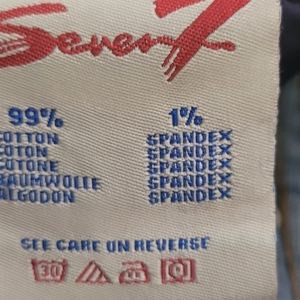 Seven7
99% 1%
COTTON SPANDEX
COTON SPANDEX
COTONE SPANDEX
BAUMWOLLE SPANDEX
ALGODON SPANDEX
SEE CARE ON REVERSE
30